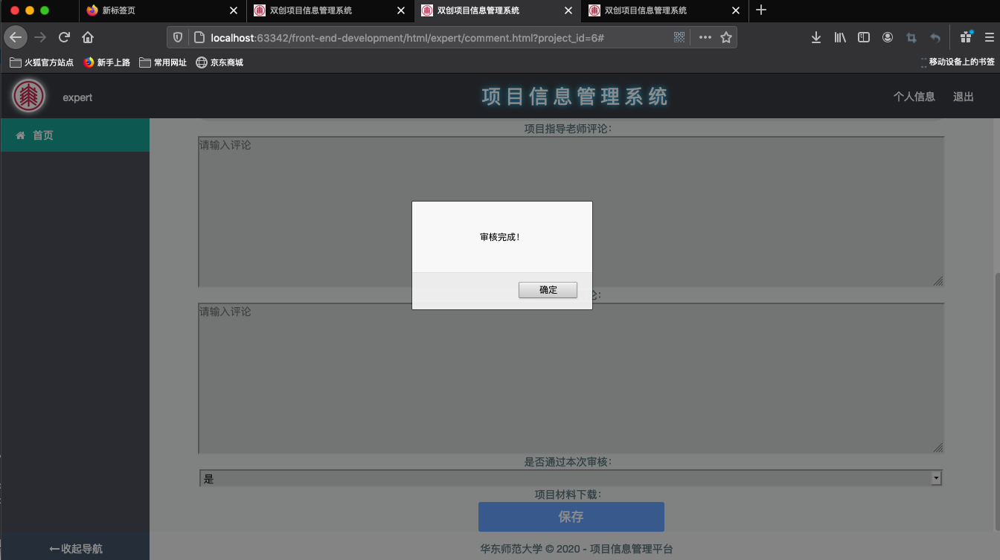 新标签页
双创项目信息管理系统
双创项目信息管理系统
双创项目信息管理系统
localhost:63342/front-end-development/html/expert/comment.html?project_id=6#
火狐官方站点
新手上路
常用网址
京东商城
移动设备上的书签
expert
项目信息管理系统
个人信息
退出
首页
项目指导老师评论：
请输入评论
审核完成！
确定
论：
请输入评论
是否通过本次审核：
是
项目材料下载：
保存
←收起导航
华东师范大学 © 2020 - 项目信息管理平台